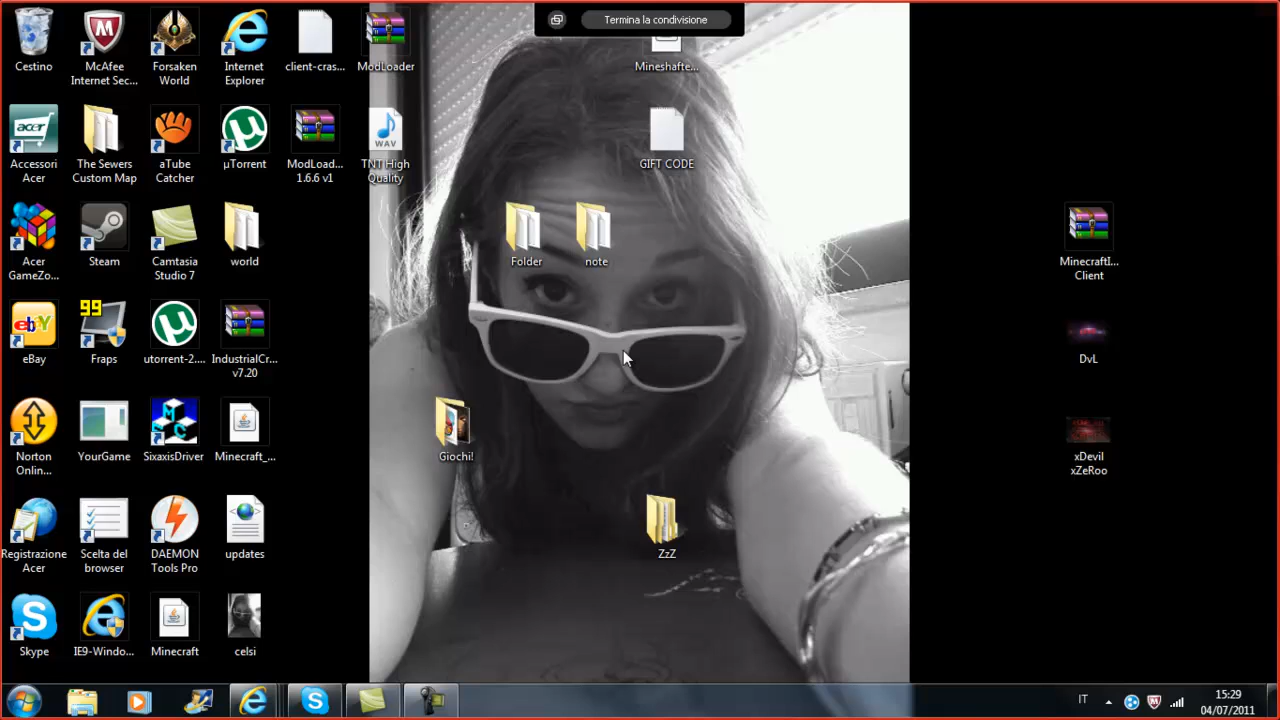 Termina la condivisione
Cestino
McAfee
Internet Sec...
Forsaken
World
Internet
Explorer
client-cras...
ModLoader
Mineshafte...
Accessori
Acer
The Sewers
Custom Map
aTube
Catcher
µTorrent
ModLoad...
1.6.6 v1
TNT High
Quality
WAV
GIFT CODE
acer
Acer
GameZo...
Steam
Camtasia
Studio 7
world
Folder
note
MinecraftI...
Client
eBay
99
Fraps
utorrent-2....
IndustrialCr...
v7.20
DvL
Norton
Onlin...
YourGame
SixaxisDriver
Minecraft_...
Giochi!
xDevil
xZeRoo
Registrazione
Acer
Scelta del
browser
DAEMON
Tools Pro
updates
ZzZ
Skype
IE9-Windo...
Minecraft
celsi
IT
15:29
04/07/2011